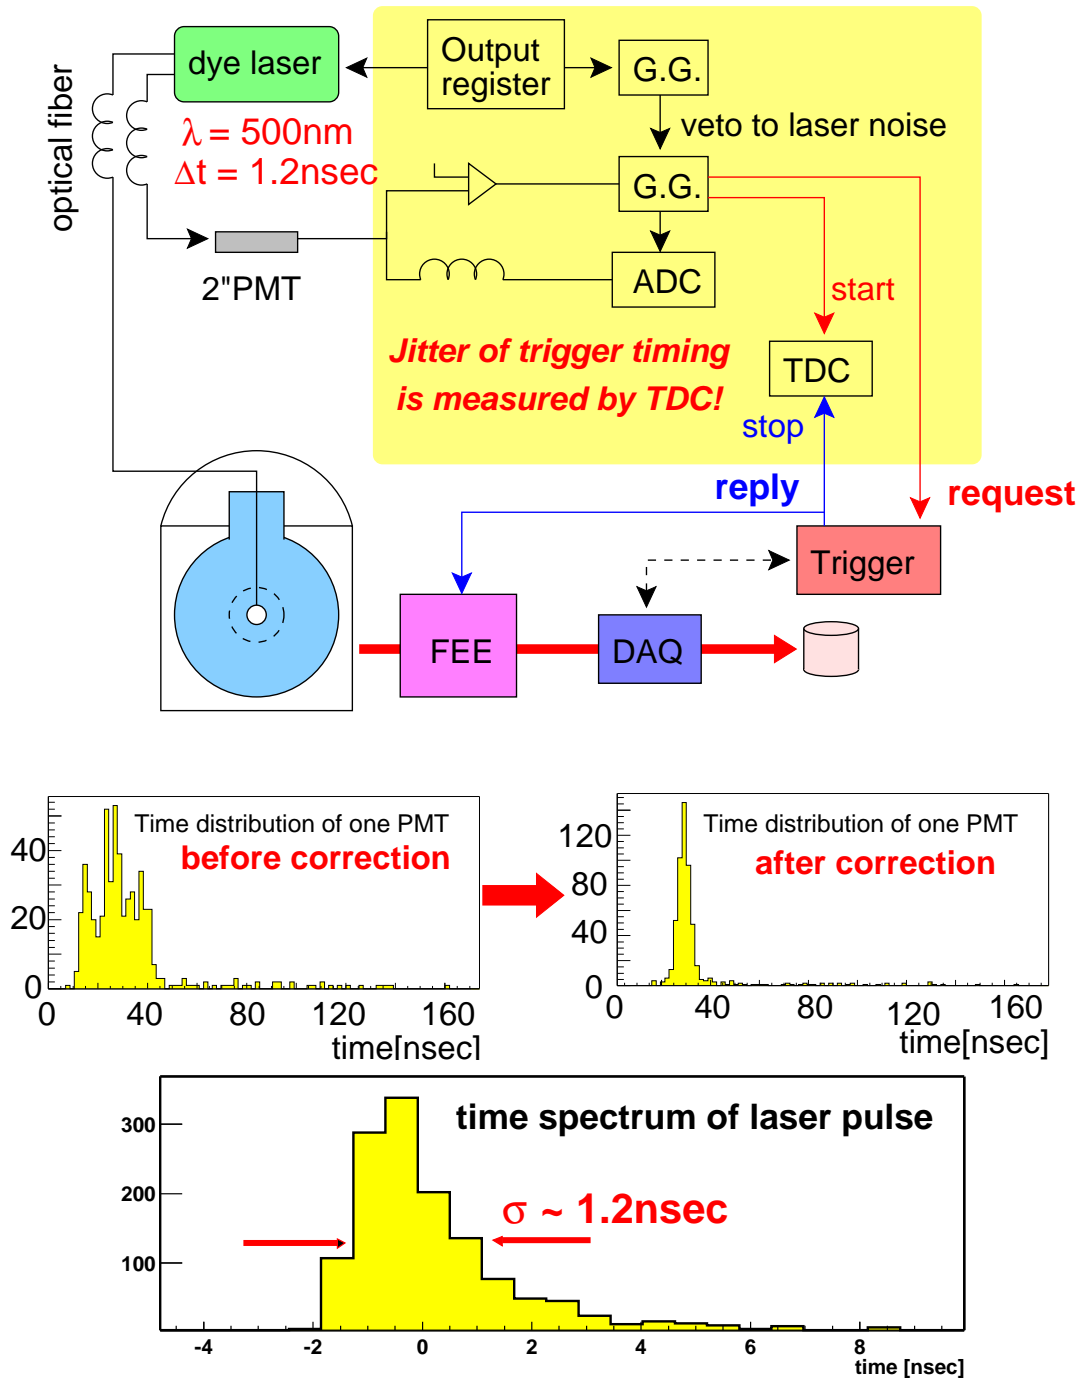 optical fiber
dye laser
Output
register
G.G.
veto to laser noise
λ = 500nm
Δt = 1.2nsec
G.G.
2"PMT
ADC
start
Jitter of trigger timing
is measured by TDC!
TDC
stop
reply
request
Trigger
FEE
DAQ
Time distribution of one PMT
before correction
40
20
0
0 40 80 120 160
time[nsec]
Time distribution of one PMT
after correction
120
80
40
0
0 40 80 120 160
time[nsec]
time spectrum of laser pulse
σ ~ 1.2nsec
300
200
100
-4 -2 0 2 4 6 8
time [nsec]